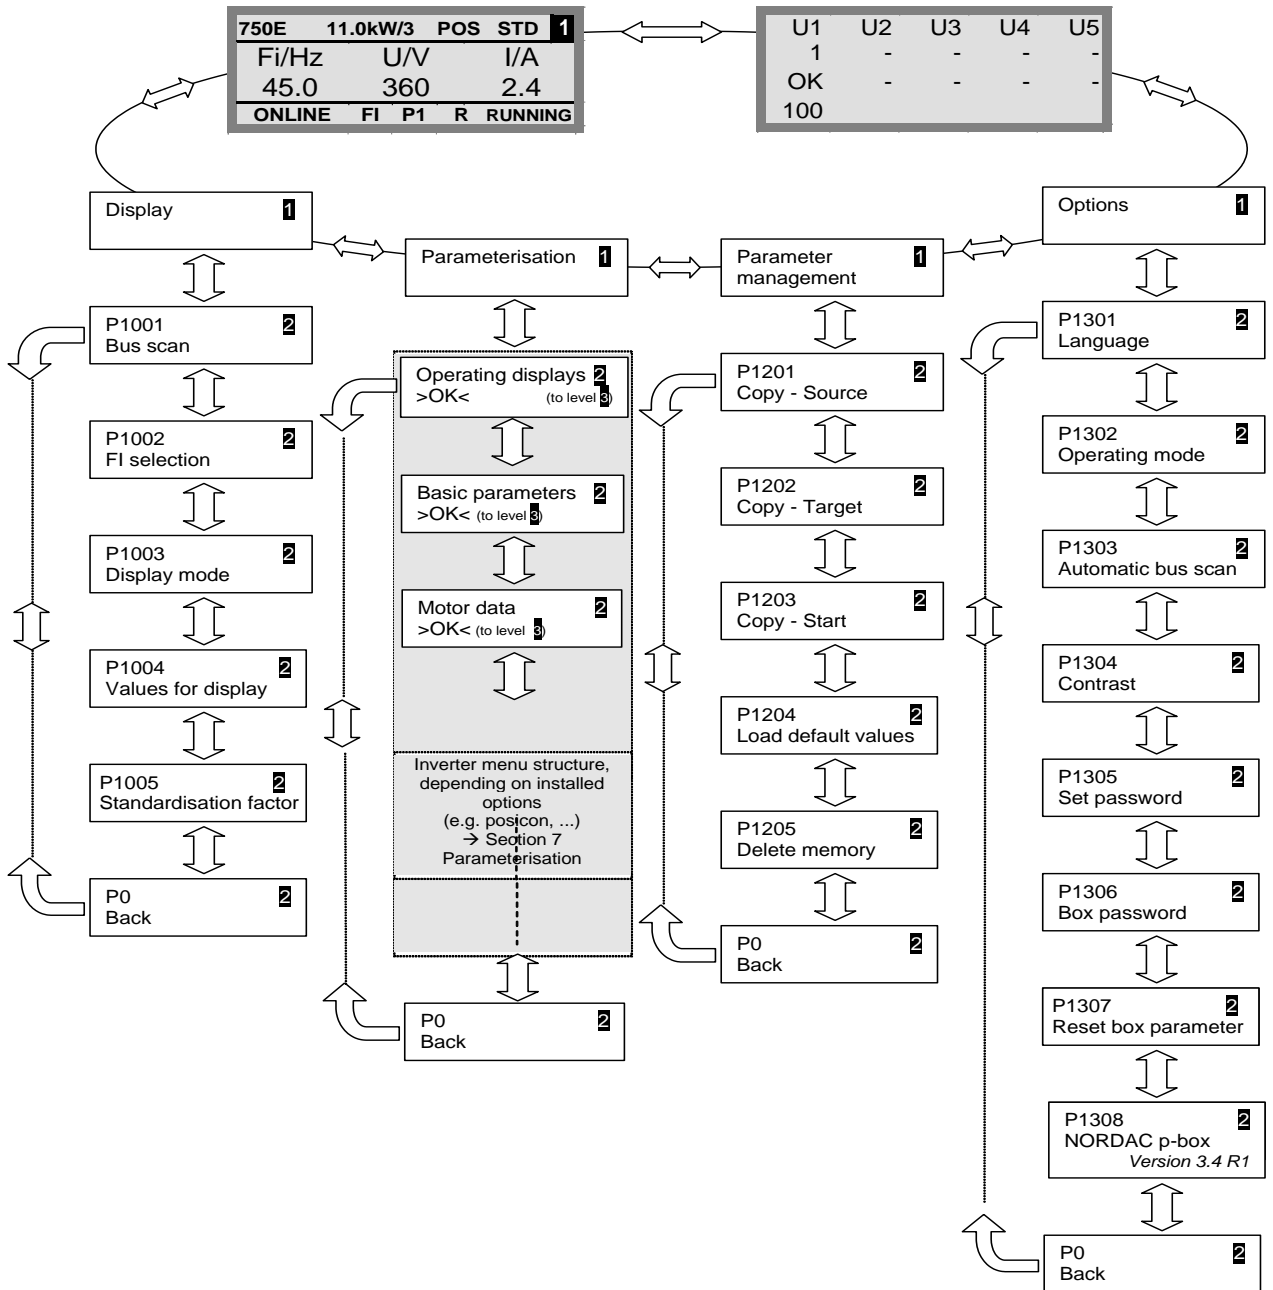 750E 11.0kW/3 POS STD 1
Fi/Hz U/V I/A
45.0 360 2.4
ONLINE FI P1 R RUNNING
U1 U2 U3 U4 U5
1 - - - -
OK - - - -
100
Display 1
P1001 2
Bus scan
P1002 2
FI selection
P1003 2
Display mode
P1004 2
Values for display
P1005 2
Standardisation factor
P0 2
Back
Parameterisation 1
Operating displays 2
>OK< (to level 3)
Basic parameters 2
>OK< (to level 3)
Motor data 2
>OK< (to level 3)
Inverter menu structure,
depending on installed
options
(e.g. posicon, ...)
→ Section 7
Parameterisation
P0 2
Back
Parameter 1
management
P1201 2
Copy - Source
P1202 2
Copy - Target
P1203 2
Copy - Start
P1204 2
Load default values
P1205 2
Delete memory
P0 2
Back
Options 1
P1301 2
Language
P1302 2
Operating mode
P1303 2
Automatic bus scan
P1304 2
Contrast
P1305 2
Set password
P1306 2
Box password
P1307 2
Reset box parameter
P1308 2
NORDAC p-box
Version 3.4 R1
P0 2
Back